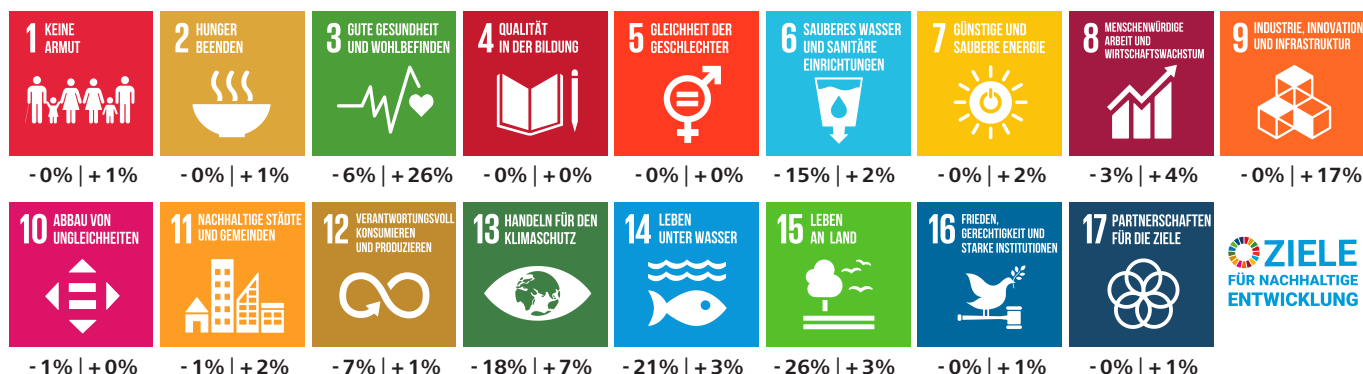 1 KEINE
ARMUT
2 HUNGER
BEENDEN
3 GUTE GESUNDHEIT
UND WOHLBEFINDEN
4 QUALITÄT
IN DER BILDUNG
5 GLEICHHEIT DER
GESCHLECHTER
6 SAUBERES WASSER
UND SANITÄRE
EINRICHTUNGEN
7 GÜNSTIGE UND
SAUBERE ENERGIE
8 MENSCHENWÜRDIGE
ARBEIT UND
WIRTSCHAFTSWACHSTUM
9 INDUSTRIE, INNOVATION
UND INFRASTRUKTUR
-0% | +1%
-0% | +1%
-6% | +26%
-0% | +0%
-0% | +0%
-15% | +2%
-0% | +2%
-3% | +4%
-0% | +17%
10 ABBAU VON
UNGLEICHHEITEN
11 NACHHALTIGE STÄDTE
UND GEMEINDEN
12 VERANTWORTUNGSVOLL
KONSUMIEREN
UND PRODUZIEREN
13 HANDELN FÜR DEN
KLIMASCHUTZ
14 LEBEN
UNTER WASSER
15 LEBEN
AN LAND
16 FRIEDEN,
GERECHTIGKEIT UND
STARKE INSTITUTIONEN
17 PARTNERSCHAFTEN
FÜR DIE ZIELE
ZIELE
FÜR NACHHALTIGE
ENTWICKLUNG
-1% | +0%
-1% | +2%
-7% | +1%
-18% | +7%
-21% | +3%
-26% | +3%
-0% | +1%
-0% | +1%